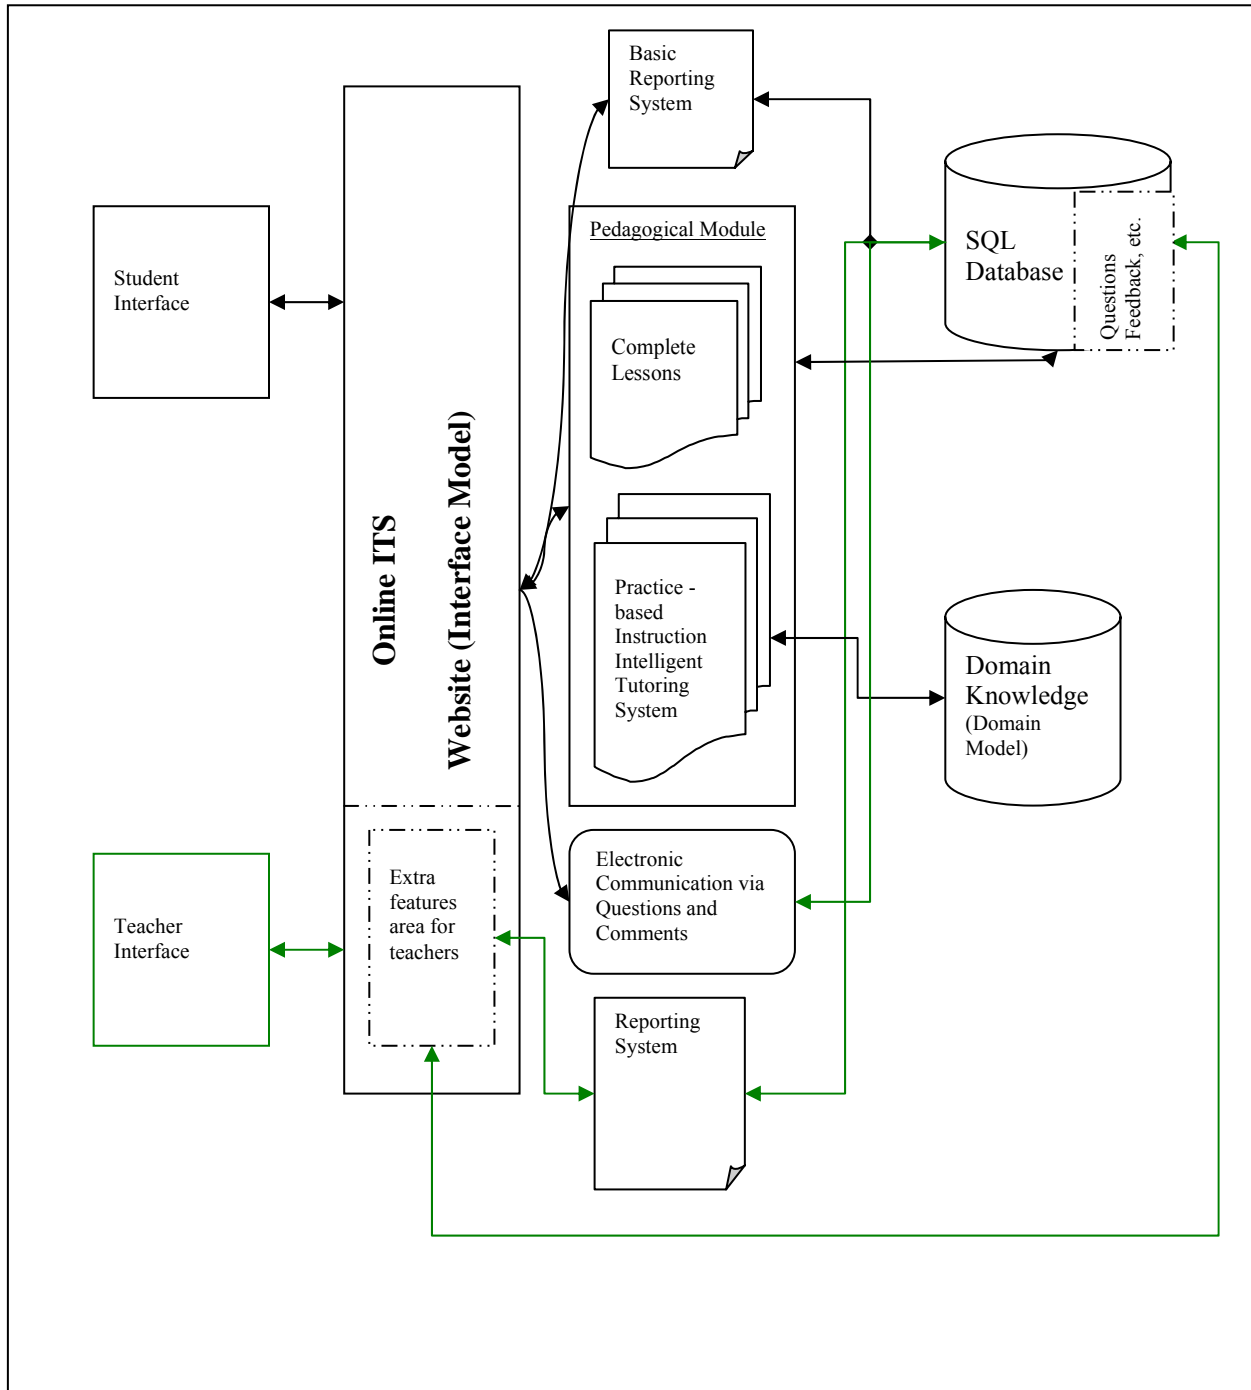 Basic
Reporting
System
Student
Interface
Online ITS
Website (Interface Model)
Pedagogical Module
Complete
Lessons
Practice -
based
Instruction
Intelligent
Tutoring
System
SQL
Database
Questions
Feedback, etc.
Domain
Knowledge
(Domain
Model)
Teacher
Interface
Extra
features
area for
teachers
Electronic
Communication via
Questions and
Comments
Reporting
System